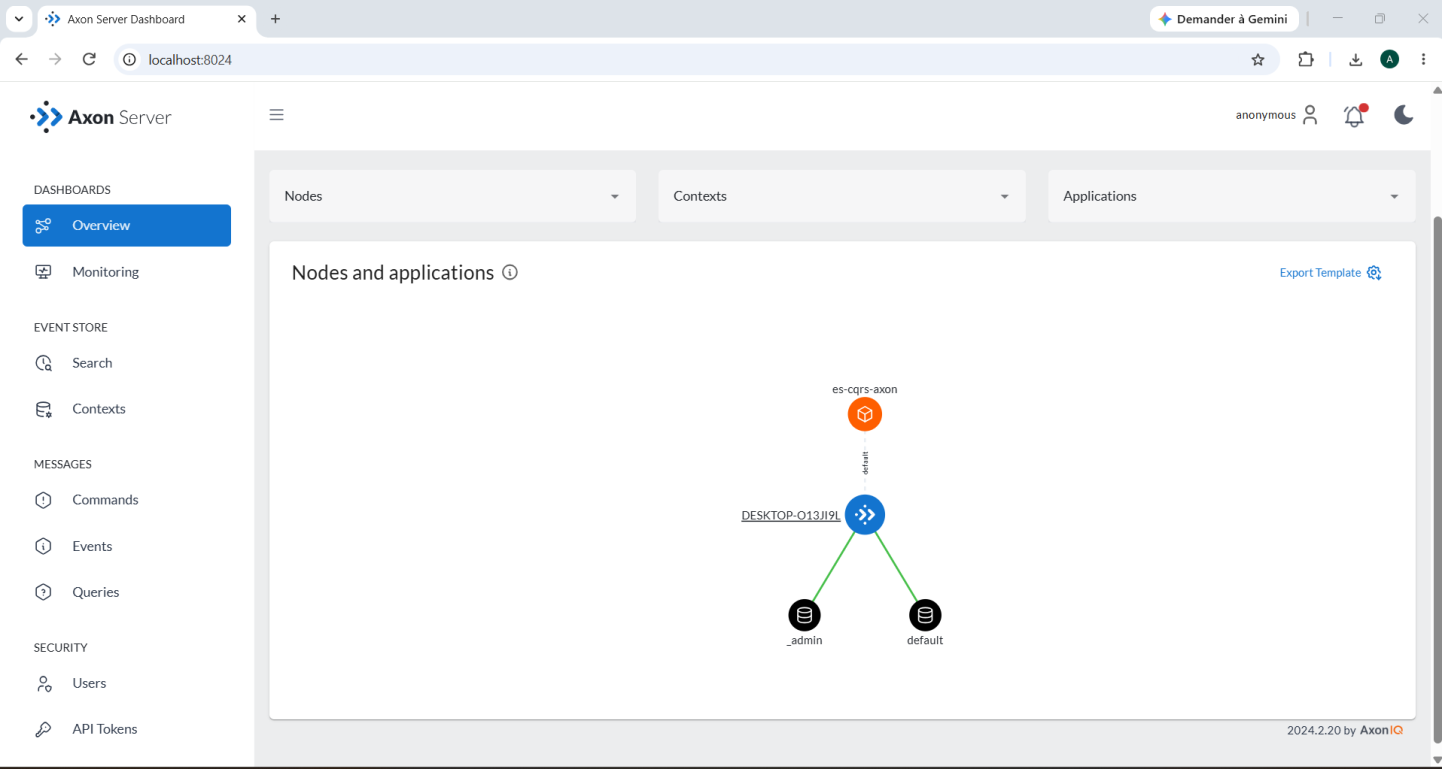 Axon Server Dashboard
Demander à Gemini
localhost:8024
A
Axon Server
anonymous
DASHBOARDS
Overview
Monitoring
EVENT STORE
Search
Contexts
MESSAGES
Commands
Events
Queries
SECURITY
Users
API Tokens
Nodes
Contexts
Applications
Nodes and applications
Export Template
es-cqrs-axon
default
DESKTOP-O13JI9L
_admin
default
2024.2.20 by AxonIQ